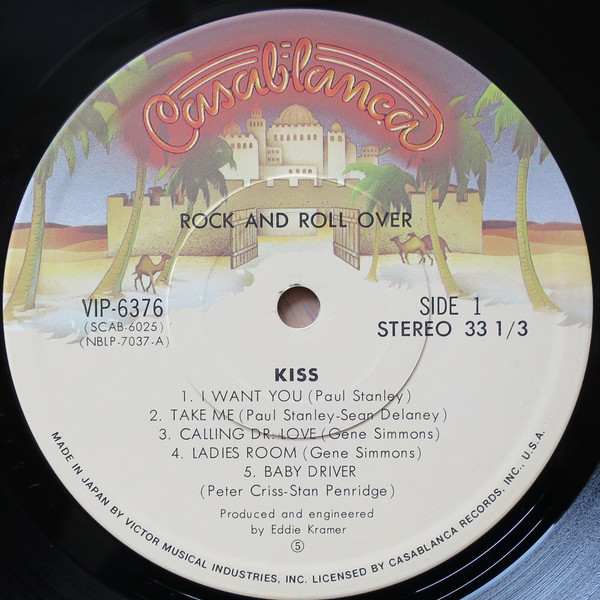 Casablanca
ROCK AND ROLL OVER
VIP-6376
(SCAB-6025)
(NBLP-7037-A)
SIDE 1
STEREO 33 1/3
KISS
1. I WANT YOU (Paul Stanley)
2. TAKE ME (Paul Stanley-Sean Delaney)
3. CALLING DR. LOVE (Gene Simmons)
4. LADIES ROOM (Gene Simmons)
5. BABY DRIVER
(Peter Criss-Stan Penridge)
Produced and engineered
by Eddie Kramer
⑤
MADE IN JAPAN BY VICTOR MUSICAL INDUSTRIES, INC. LICENSED BY CASABLANCA RECORDS, INC., U.S.A.